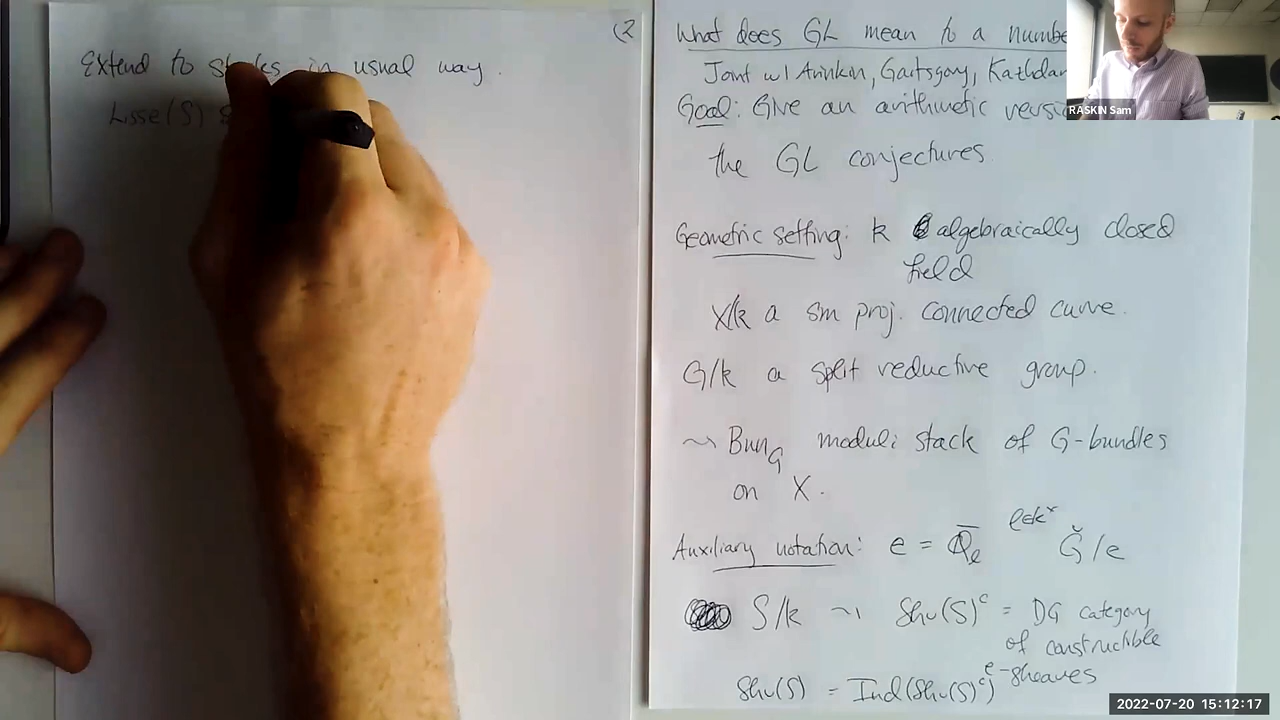 (2
Extend to stacks in usual way.
Lisse(S)
What does GL mean to a numbe
Joint w/ Arinkin, Gaitsgory, Kazhdan
Goal: Give an arithmetic versi
the GL conjectures.
Geometric setting: k algebraically closed
field
X/k a sm proj. connected curve.
G/k a split reductive group.
~> Bun_G moduli stack of G-bundles
on X.
Auxiliary notation: e = Q̅_ℓ ℓ∈k^× Ǧ/e
S/k ~> Shv(S)^c = DG category
of constructible
e-sheaves
Shv(S) = Ind(Shv(S)^c)
RASKIN Sam
2022-07-20 15:12:17